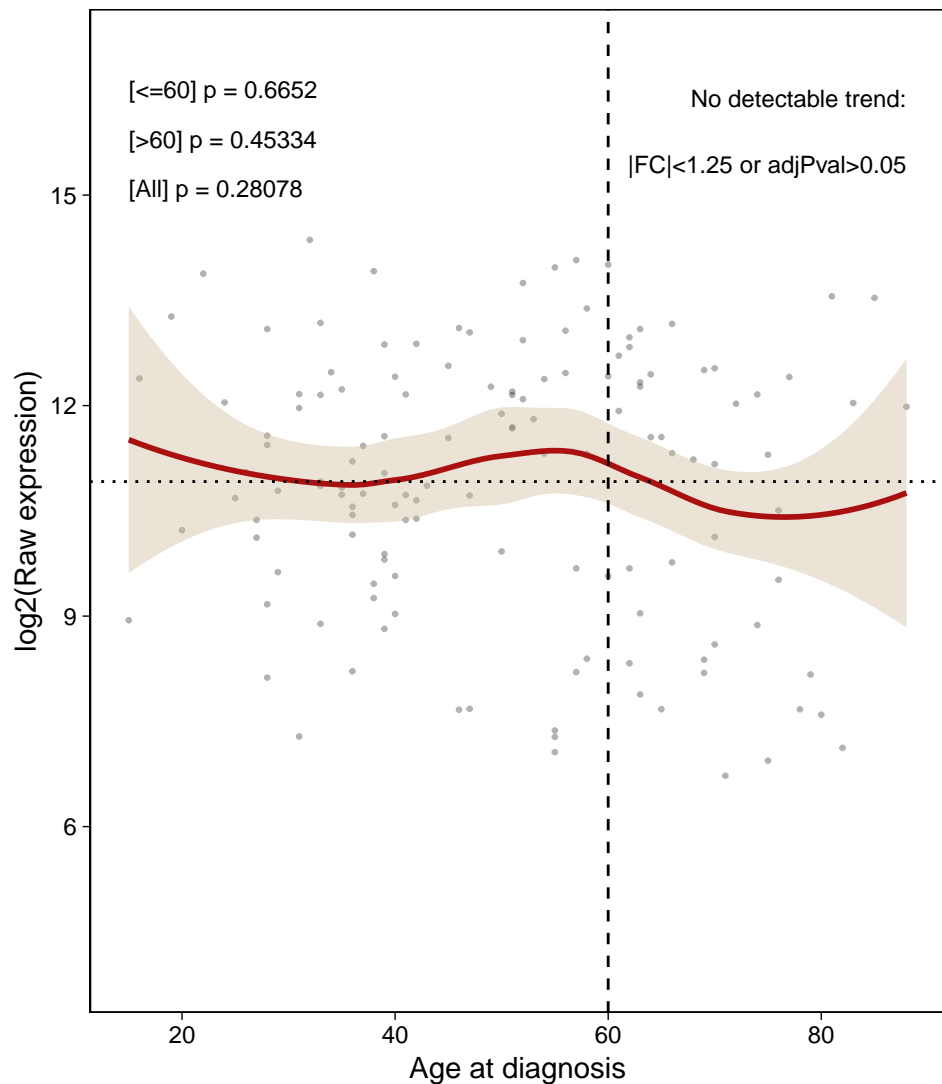 [<=60] p = 0.6652
[>60] p = 0.45334
[All] p = 0.28078
No detectable trend:
|FC|<1.25 or adjPval>0.05
log2(Raw expression)
15
12
9
6
20
40
60
80
Age at diagnosis